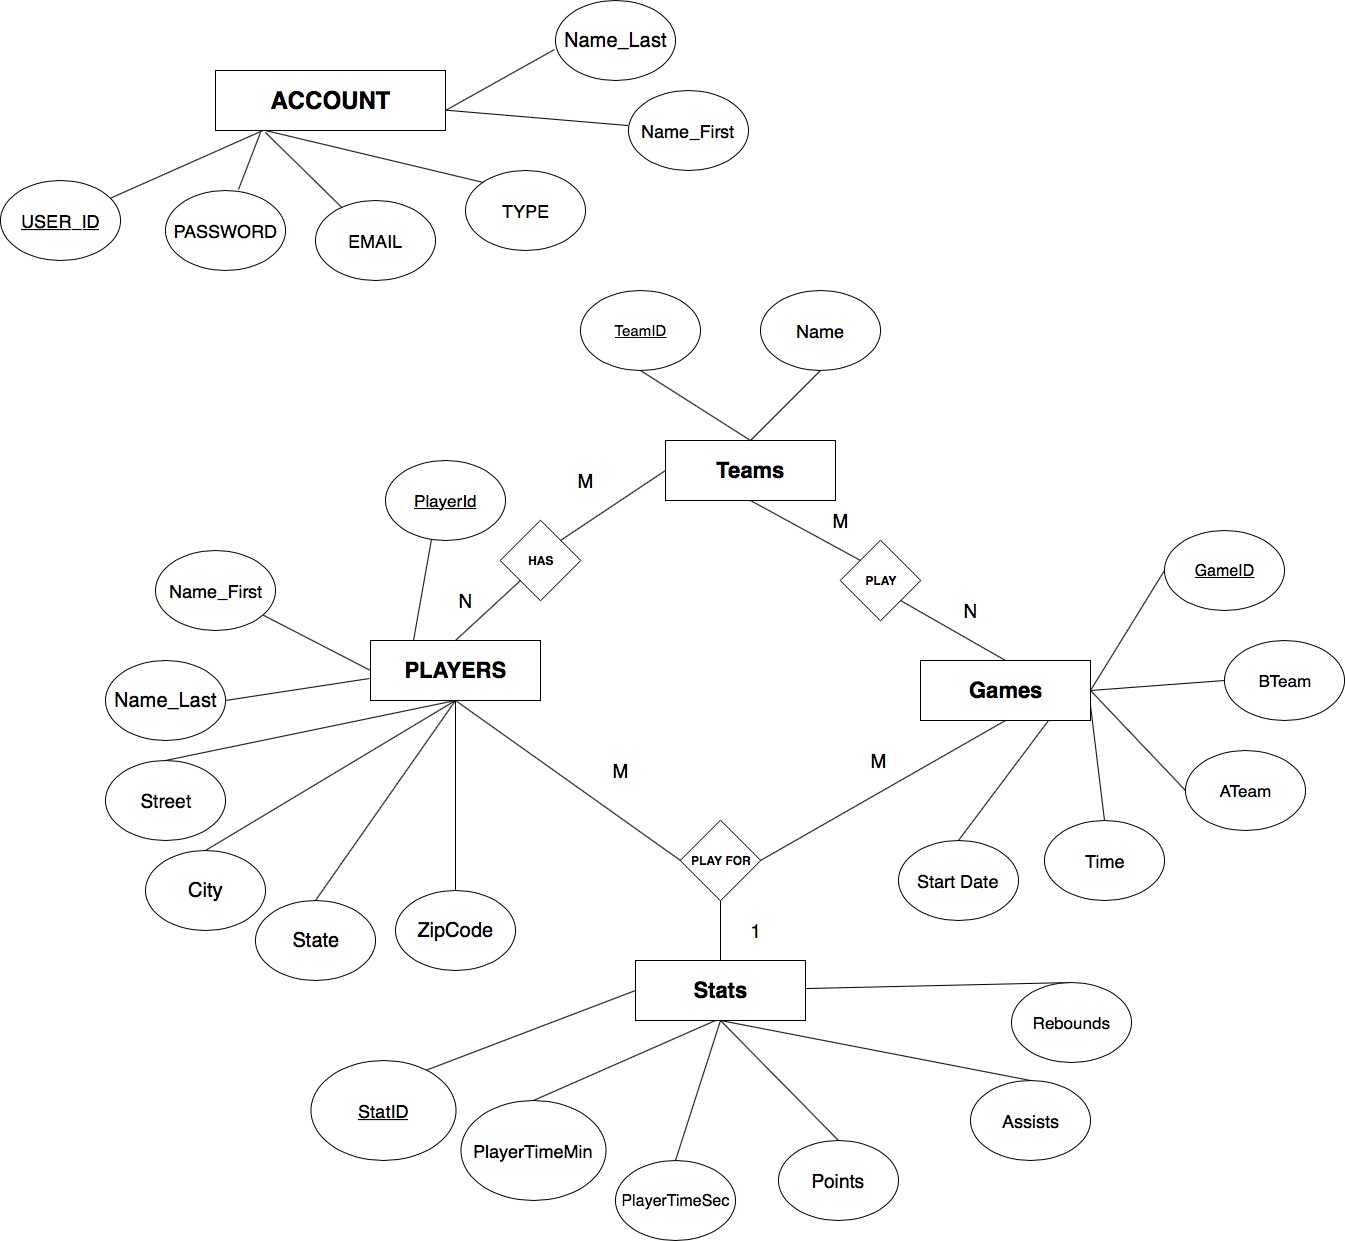 Name_Last
ACCOUNT
Name_First
USER_ID
PASSWORD
EMAIL
TYPE
TeamID
Name
Teams
M
PlayerId
M
HAS
PLAY
GameID
Name_First
N
N
PLAYERS
Games
BTeam
Name_Last
M
M
ATeam
Street
PLAY FOR
Time
Start Date
City
State
ZipCode
1
Stats
Rebounds
StatID
Assists
PlayerTimeMin
Points
PlayerTimeSec